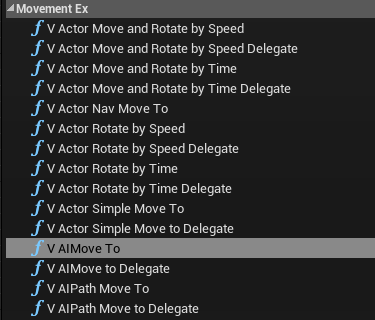 Movement Ex
V Actor Move and Rotate by Speed
V Actor Move and Rotate by Speed Delegate
V Actor Move and Rotate by Time
V Actor Move and Rotate by Time Delegate
V Actor Nav Move To
V Actor Rotate by Speed
V Actor Rotate by Speed Delegate
V Actor Rotate by Time
V Actor Rotate by Time Delegate
V Actor Simple Move To
V Actor Simple Move to Delegate
V AIMove To
V AIMove to Delegate
V AIPath Move To
V AIPath Move to Delegate